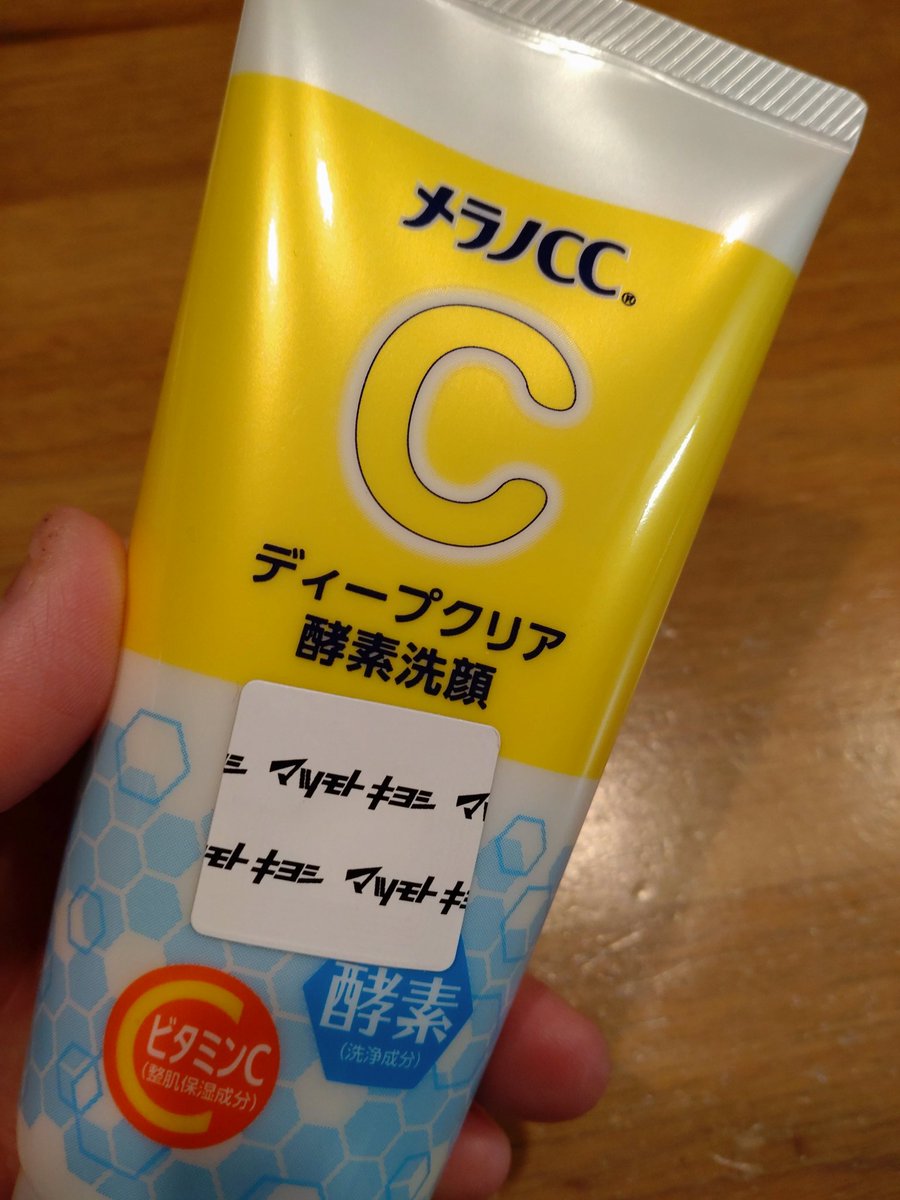 メラノCC®
C
ディープクリア
酵素洗顔
シ マツモトキヨシ マツ
モトキヨシ マツモトキ
酵素
(洗浄成分)
ビタミンC
(整肌保湿成分)